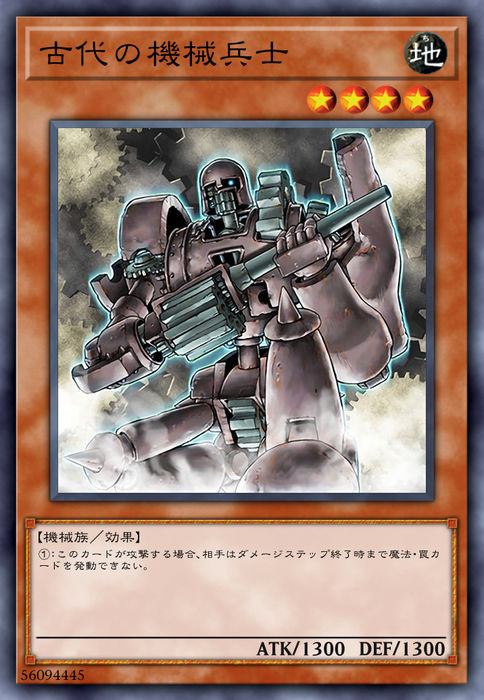 古代の機械兵士
ち
地
【機械族／効果】
①：このカードが攻撃する場合、相手はダメージステップ終了時まで魔法・罠カ
ードを発動できない。
ATK/1300 DEF/1300
56094445